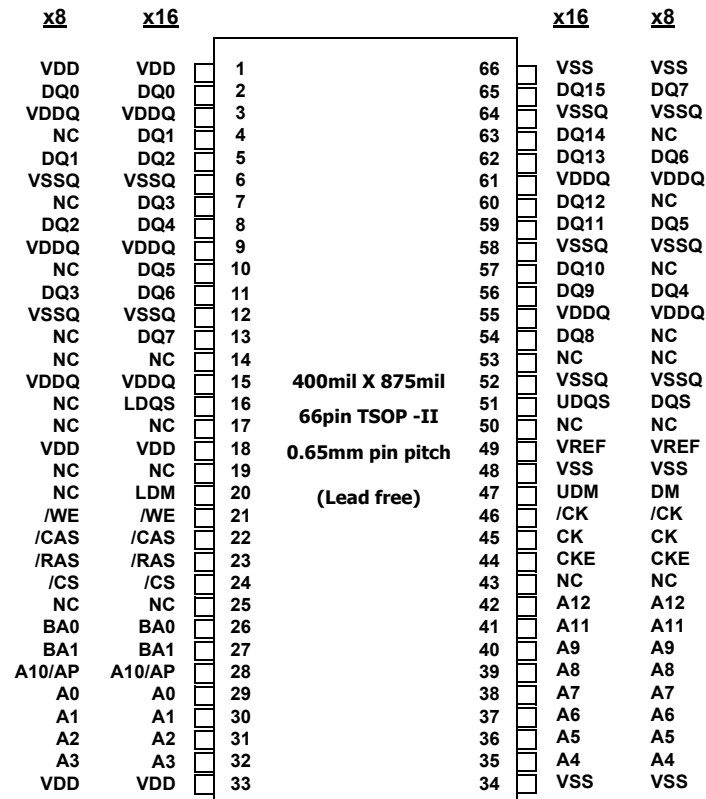 x8 x16 x16 x8
VDD VDD 1 66 VSS VSS
DQ0 DQ0 2 65 DQ15 DQ7
VDDQ VDDQ 3 64 VSSQ VSSQ
NC DQ1 4 63 DQ14 NC
DQ1 DQ2 5 62 DQ13 DQ6
VSSQ VSSQ 6 61 VDDQ VDDQ
NC DQ3 7 60 DQ12 NC
DQ2 DQ4 8 59 DQ11 DQ5
VDDQ VDDQ 9 58 VSSQ VSSQ
NC DQ5 10 57 DQ10 NC
DQ3 DQ6 11 56 DQ9 DQ4
VSSQ VSSQ 12 55 VDDQ VDDQ
NC DQ7 13 54 DQ8 NC
NC NC 14 53 NC NC
VDDQ VDDQ 15 400mil X 875mil 52 VSSQ VSSQ
NC LDQS 16 66pin TSOP -II 51 UDQS DQS
NC NC 17 50 NC NC
VDD VDD 18 0.65mm pin pitch 49 VREF VREF
NC NC 19 48 VSS VSS
NC LDM 20 (Lead free) 47 UDM DM
/WE /WE 21 46 /CK /CK
/CAS /CAS 22 45 CK CK
/RAS /RAS 23 44 CKE CKE
/CS /CS 24 43 NC NC
NC NC 25 42 A12 A12
BA0 BA0 26 41 A11 A11
BA1 BA1 27 40 A9 A9
A10/AP A10/AP 28 39 A8 A8
A0 A0 29 38 A7 A7
A1 A1 30 37 A6 A6
A2 A2 31 36 A5 A5
A3 A3 32 35 A4 A4
VDD VDD 33 34 VSS VSS